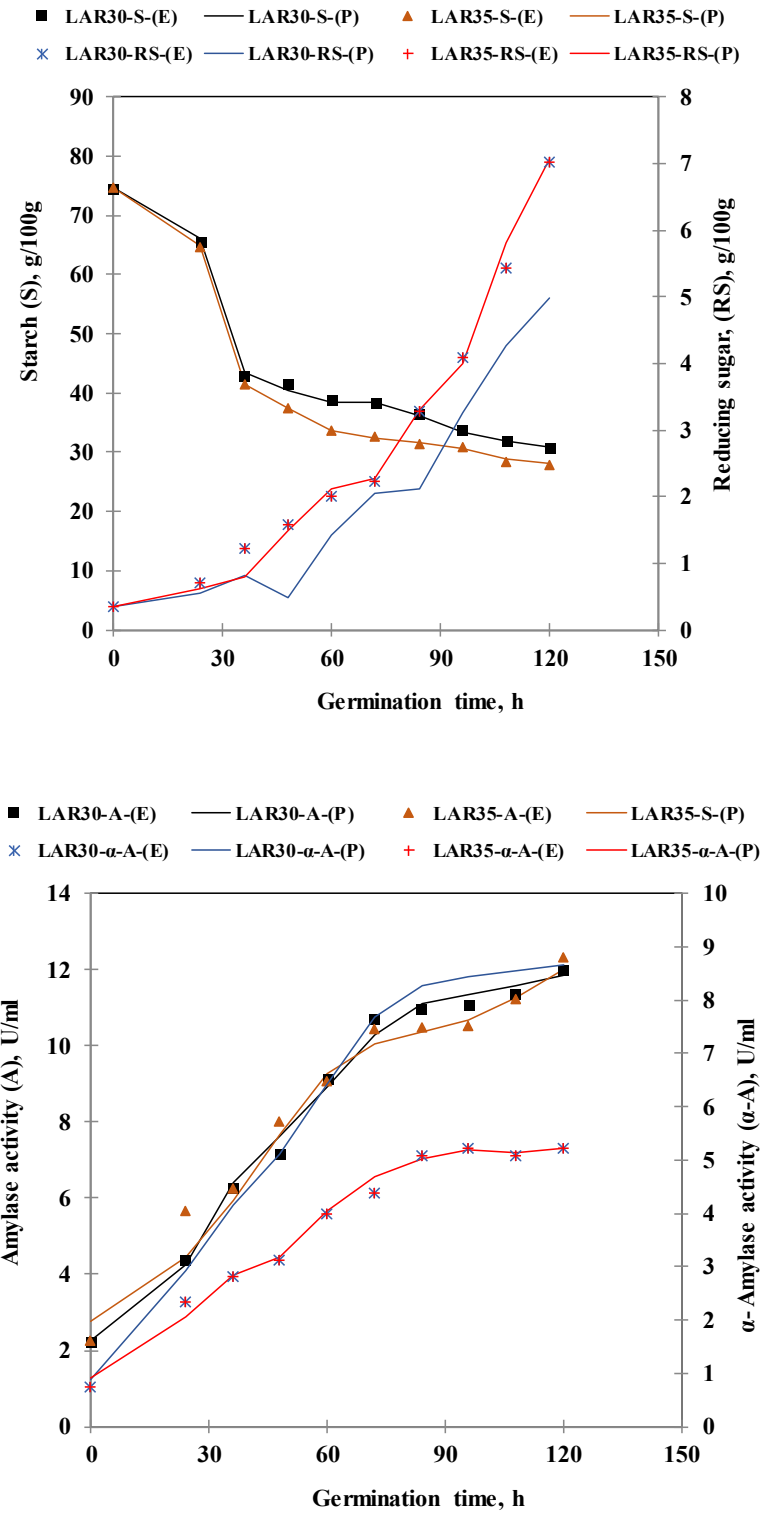 LAR30-S-(E) LAR30-S-(P) LAR35-S-(E) LAR35-S-(P)
LAR30-RS-(E) LAR30-RS-(P) LAR35-RS-(E) LAR35-RS-(P)
90 8
80 7
70 6
60 5
50 4
40 3
30 2
20 1
10 0
0
Starch (S), g/100g
Reducing sugar, (RS), g/100g
0 30 60 90 120 150
Germination time, h
LAR30-A-(E) LAR30-A-(P) LAR35-A-(E) LAR35-S-(P)
LAR30-α-A-(E) LAR30-α-A-(P) LAR35-α-A-(E) LAR35-α-A-(P)
14 10
12 9
10 8
8 7
6 6
4 5
2 4
0 3
2
1
0
Amylase activity (A), U/ml
α- Amylase activity (α-A), U/ml
0 30 60 90 120 150
Germination time, h